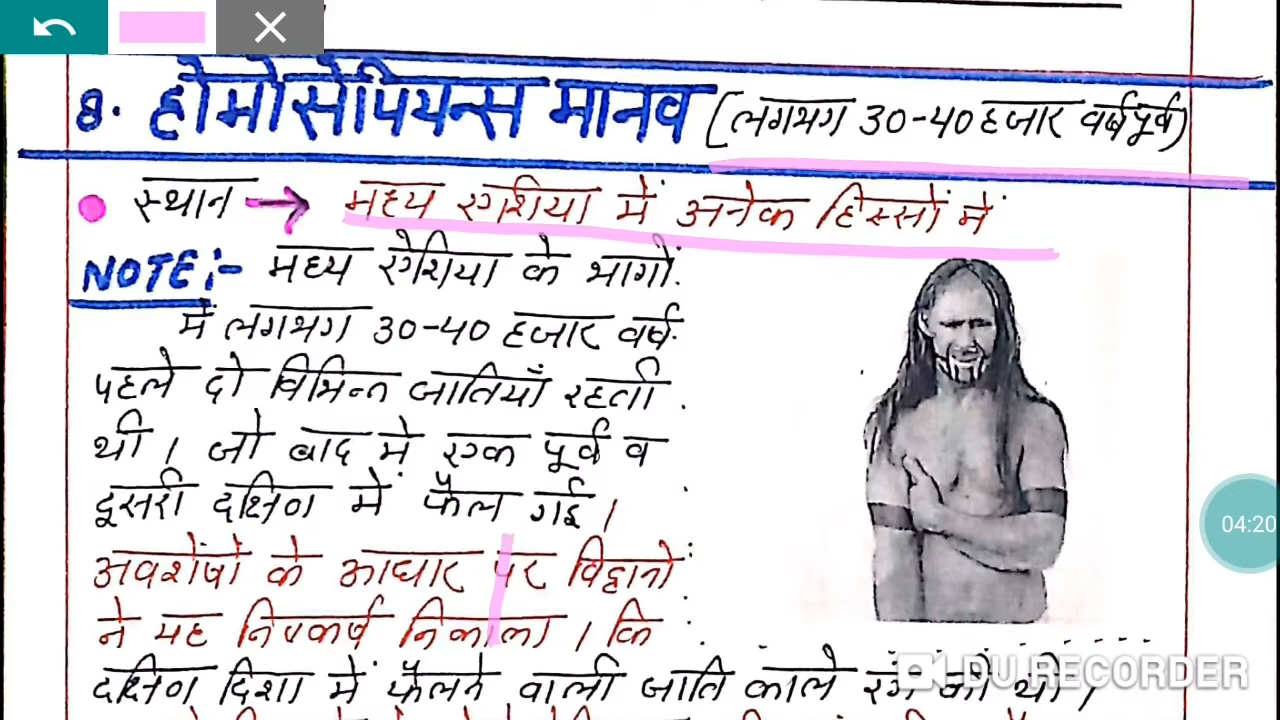 8. होमोसेपियन्स मानव (लगभग 30-40 हजार वर्ष पूर्व)
स्थान → मध्य एशिया में अनेक हिस्सों में
NOTE:- मध्य ऐशिया के भागों
में लगभग 30-40 हजार वर्ष
पहले दो विभिन्न जातियाँ रहती
थी । जो बाद में एक पूर्व व
दूसरी दक्षिण में फैल गई ।
अवशेषों के आधार पर विद्वानो
ने यह निष्कर्ष निकाला । कि
दक्षिण दिशा में फैलने वाली जाति काले रंग की थी ।
04:20
DU RECORDER